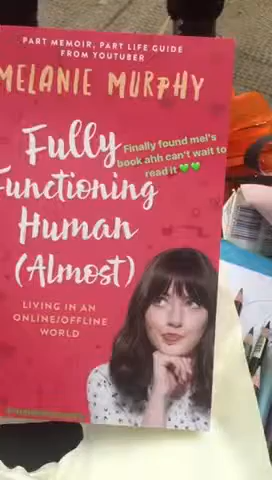 PART MEMOIR, PART LIFE GUIDE
FROM YOUTUBER
MELANIE MURPHY
Fully
Functioning
Human
(Almost)
Finally found mel's
book ahh can't wait to
read it💚💚
LIVING IN AN
ONLINE/OFFLINE
WORLD